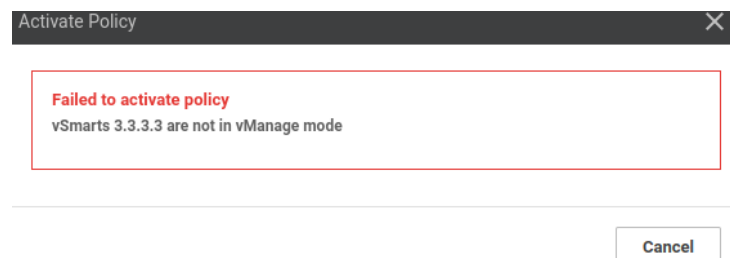 Activate Policy
Failed to activate policy
vSmarts 3.3.3.3 are not in vManage mode
Cancel